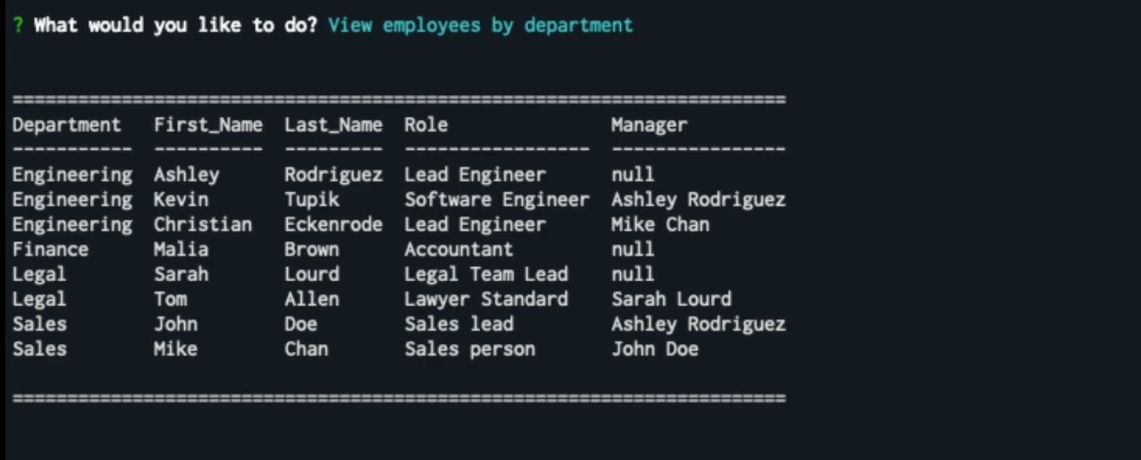 ? What would you like to do? View employees by department
=======================================================================
Department  First_Name  Last_Name  Role               Manager
-----------  ----------  ---------  -----------------  ----------------
Engineering  Ashley      Rodriguez  Lead Engineer      null
Engineering  Kevin       Tupik      Software Engineer  Ashley Rodriguez
Engineering  Christian   Eckenrode  Lead Engineer      Mike Chan
Finance      Malia       Brown      Accountant         null
Legal        Sarah       Lourd      Legal Team Lead    null
Legal        Tom         Allen      Lawyer Standard    Sarah Lourd
Sales        John        Doe        Sales lead         Ashley Rodriguez
Sales        Mike        Chan       Sales person       John Doe
=======================================================================